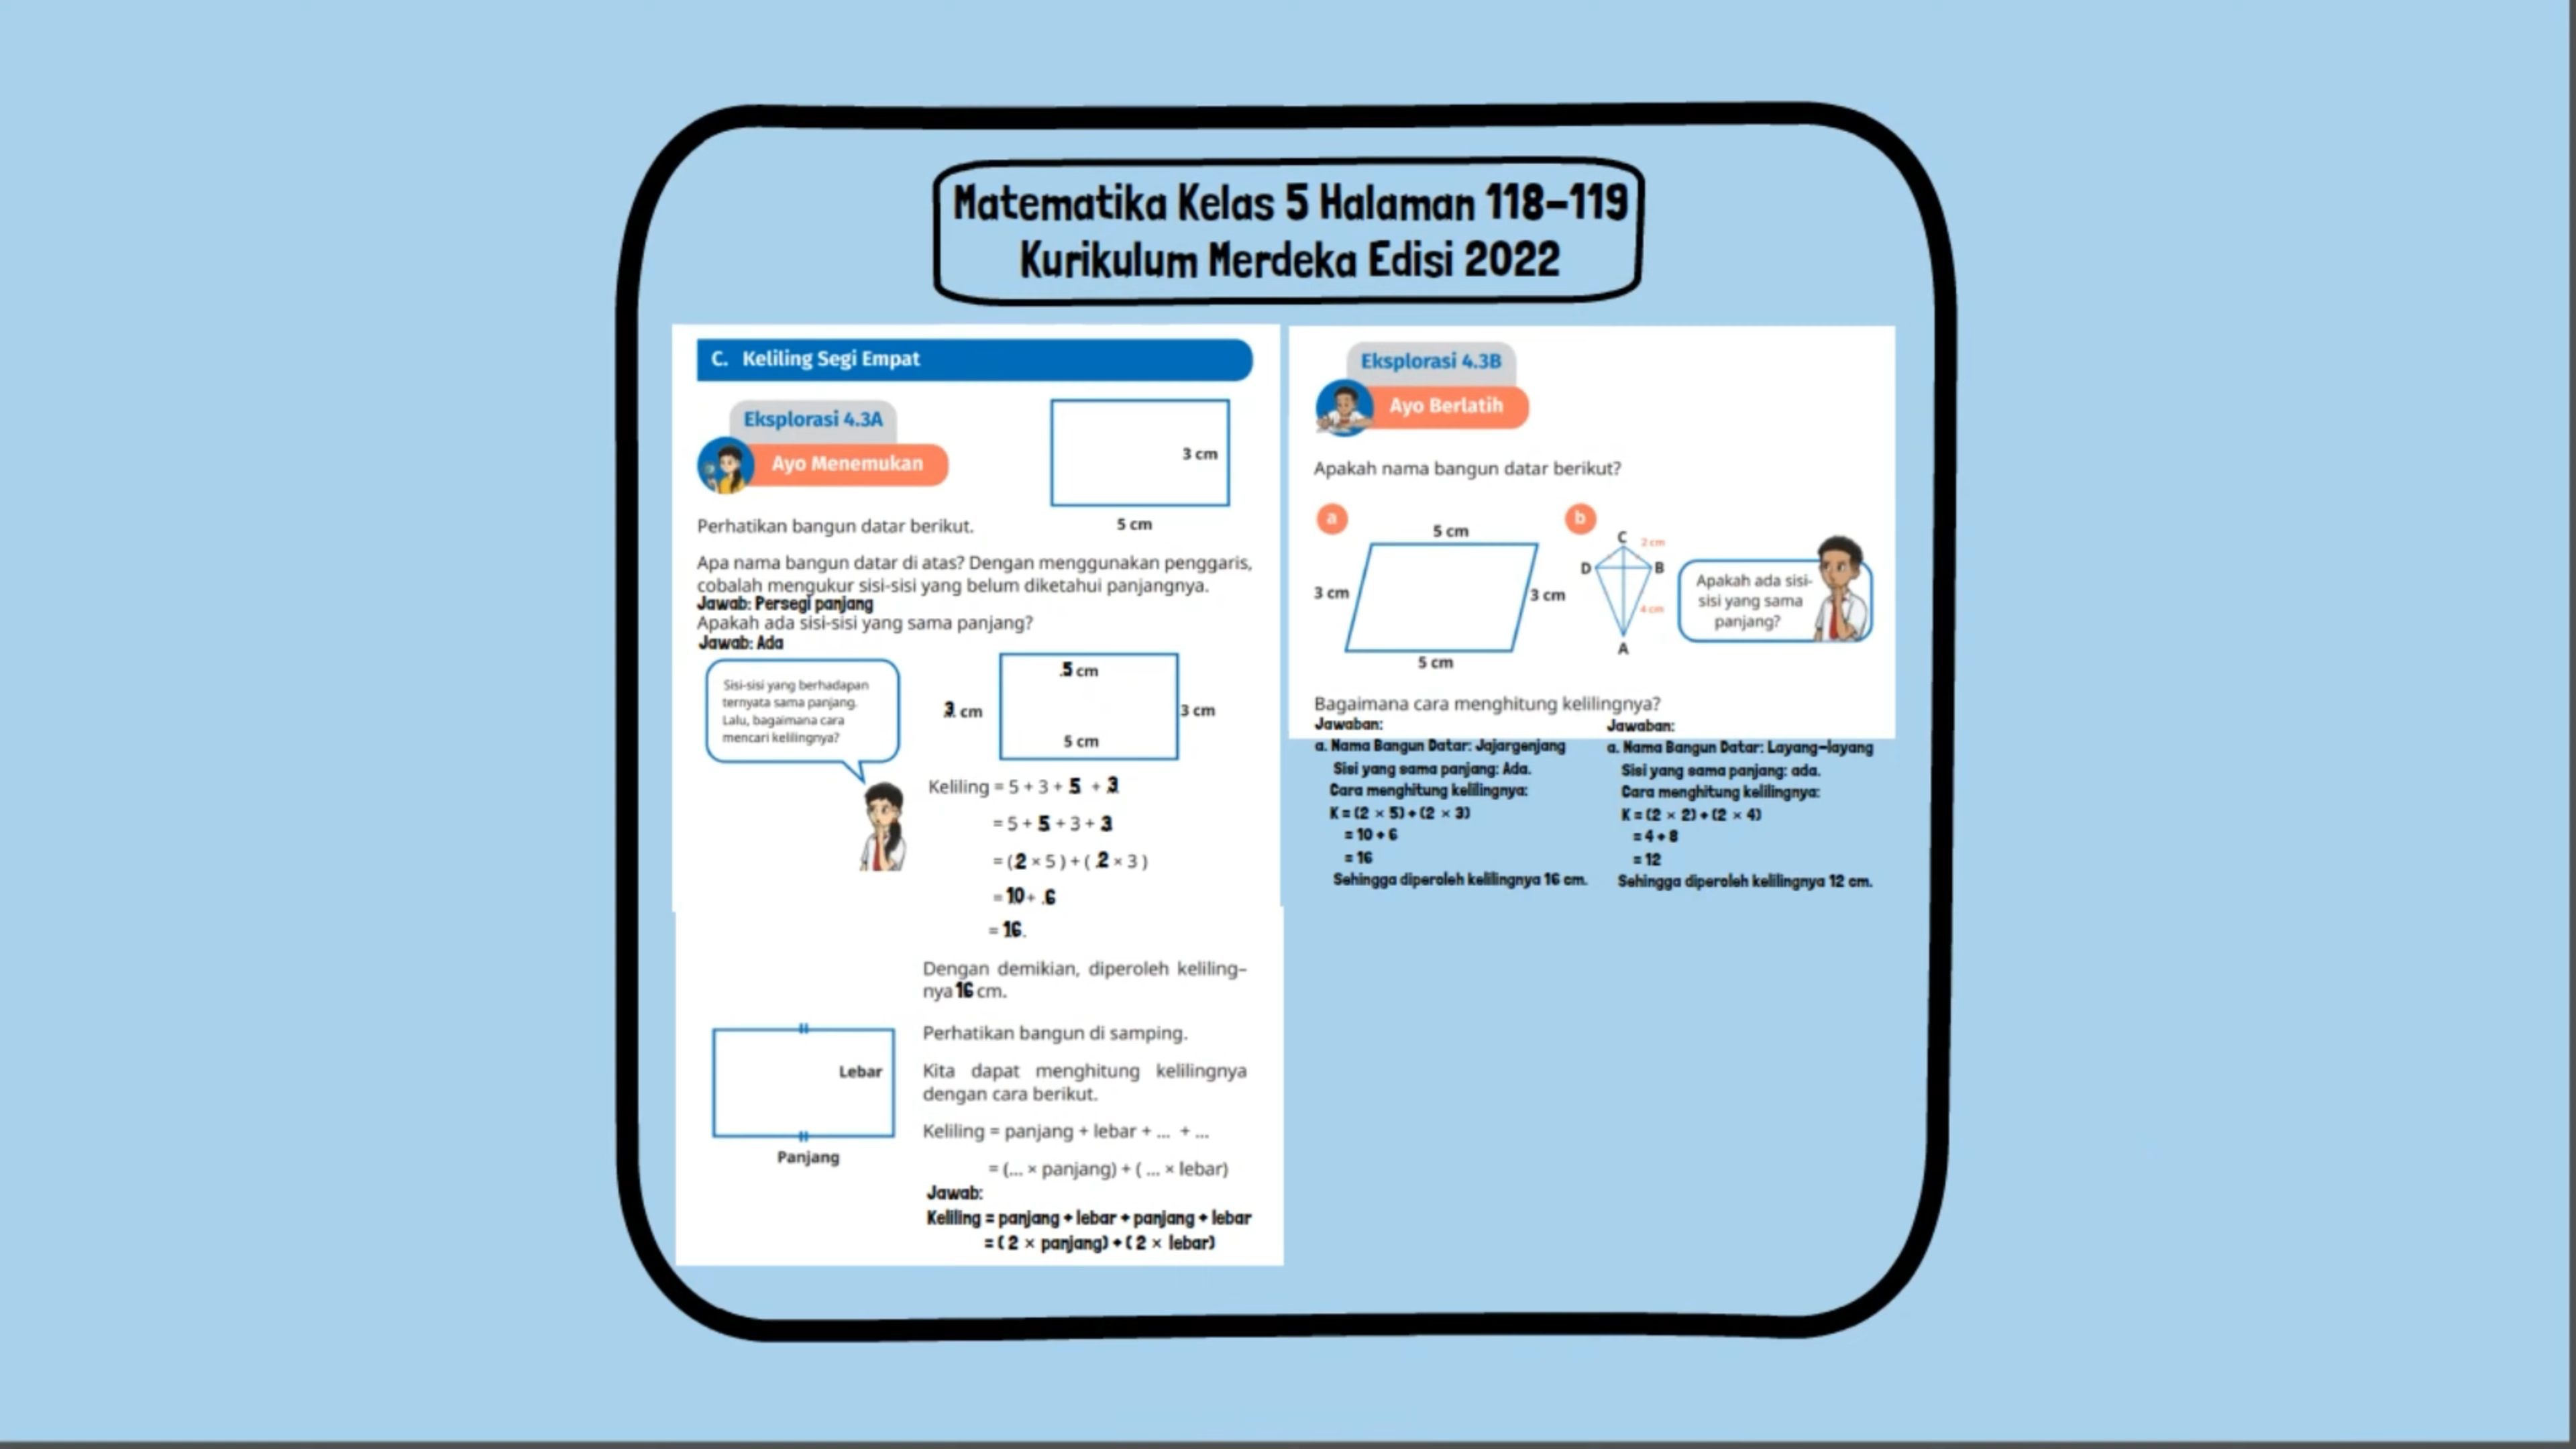 Matematika Kelas 5 Halaman 118-119
Kurikulum Merdeka Edisi 2022
C. Keliling Segi Empat
Eksplorasi 4.3A
Ayo Menemukan
3 cm
5 cm
Perhatikan bangun datar berikut.
Apa nama bangun datar di atas? Dengan menggunakan penggaris,
cobalah mengukur sisi-sisi yang belum diketahui panjangnya.
Jawab: Persegi panjang
Apakah ada sisi-sisi yang sama panjang?
Jawab: Ada
Sisi-sisi yang berhadapan
ternyata sama panjang.
Lalu, bagaimana cara
mencari kelilingnya?
5 cm
3 cm
3 cm
5 cm
Keliling = 5 + 3 + 5 + 3
= 5 + 5 + 3 + 3
= (2 × 5) + (2 × 3)
= 10 + 6
= 16.
Dengan demikian, diperoleh keliling-
nya 16 cm.
Perhatikan bangun di samping.
Lebar
Panjang
Kita dapat menghitung kelilingnya
dengan cara berikut.
Keliling = panjang + lebar + ... + ...
= (... × panjang) + ( ... × lebar)
Jawab:
Keliling = panjang + lebar + panjang + lebar
= ( 2 × panjang) + ( 2 × lebar)
Eksplorasi 4.3B
Ayo Berlatih
Apakah nama bangun datar berikut?
a
5 cm
3 cm
3 cm
5 cm
b
C
2 cm
D
B
4 cm
A
Apakah ada sisi-
sisi yang sama
panjang?
Bagaimana cara menghitung kelilingnya?
Jawaban:
a. Nama Bangun Datar: Jajargenjang
Sisi yang sama panjang: Ada.
Cara menghitung kelilingnya:
K = (2 × 5) + (2 × 3)
= 10 + 6
= 16
Sehingga diperoleh kelilingnya 16 cm.
Jawaban:
a. Nama Bangun Datar: Layang-layang
Sisi yang sama panjang: ada.
Cara menghitung kelilingnya:
K = (2 × 2) + (2 × 4)
= 4 + 8
= 12
Sehingga diperoleh kelilingnya 12 cm.